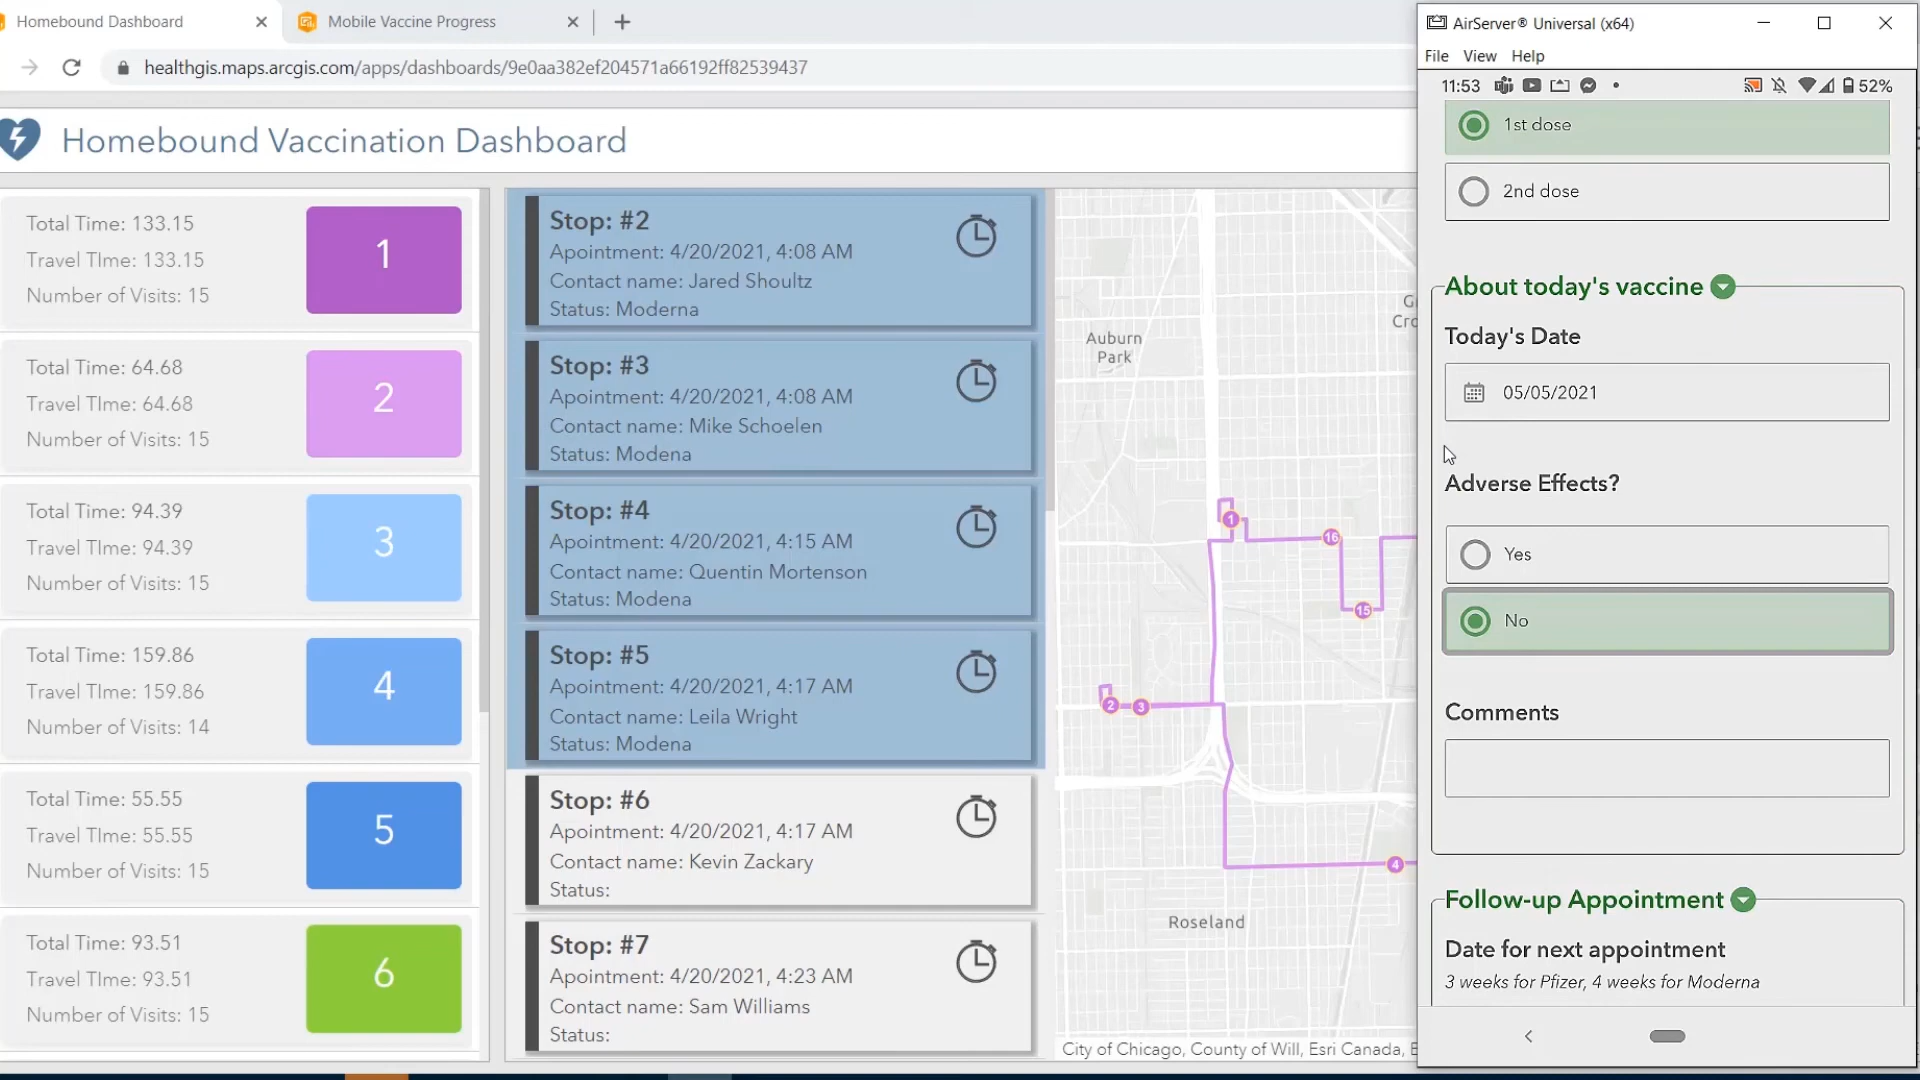 Homebound Dashboard
Mobile Vaccine Progress
healthgis.maps.arcgis.com/apps/dashboards/9e0aa382ef204571a66192ff82539437
Homebound Vaccination Dashboard
Total Time: 133.15
Travel TIme: 133.15
Number of Visits: 15
1
Total Time: 64.68
Travel TIme: 64.68
Number of Visits: 15
2
Total Time: 94.39
Travel TIme: 94.39
Number of Visits: 15
3
Total Time: 159.86
Travel TIme: 159.86
Number of Visits: 14
4
Total Time: 55.55
Travel TIme: 55.55
Number of Visits: 15
5
Total Time: 93.51
Travel TIme: 93.51
Number of Visits: 15
6
Stop: #2
Apointment: 4/20/2021, 4:08 AM
Contact name: Jared Shoultz
Status: Moderna
Stop: #3
Apointment: 4/20/2021, 4:08 AM
Contact name: Mike Schoelen
Status: Modena
Stop: #4
Apointment: 4/20/2021, 4:15 AM
Contact name: Quentin Mortenson
Status: Modena
Stop: #5
Apointment: 4/20/2021, 4:17 AM
Contact name: Leila Wright
Status: Modena
Stop: #6
Apointment: 4/20/2021, 4:17 AM
Contact name: Kevin Zackary
Status:
Stop: #7
Apointment: 4/20/2021, 4:23 AM
Contact name: Sam Williams
Status:
G
Cro
Auburn
Park
1
16
15
2
3
4
Roseland
City of Chicago, County of Will, Esri Canada, E
AirServer® Universal (x64)
File View Help
11:53
52%
1st dose
2nd dose
About today's vaccine
Today's Date
05/05/2021
Adverse Effects?
Yes
No
Comments
Follow-up Appointment
Date for next appointment
3 weeks for Pfizer, 4 weeks for Moderna